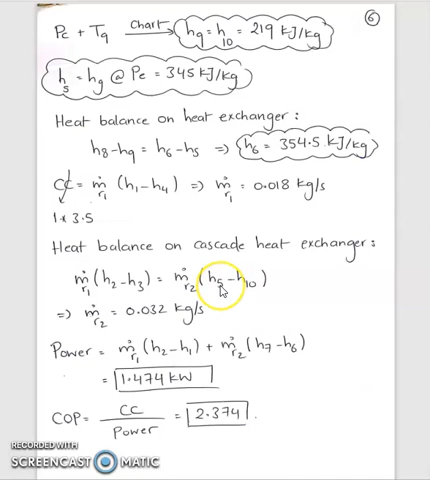 6
Pc + Tq Chart → hq = h10 = 219 kJ/kg
h5 = hg @ Pe = 345 kJ/kg
Heat balance on heat exchanger:
h8-hq = h6-h5 => h6 = 354.5 kJ/kg
CC = ṁr1 (h1-h4) => ṁr1 = 0.018 kg/s
1*3.5
Heat balance on cascade heat exchanger:
ṁr1 (h2-h3) = ṁr2 (h5-h10)
=> ṁr2 = 0.032 kg/s
Power = ṁr1 (h2-h1) + ṁr2 (h7-h6)
= 1.474 kW
COP = CC / Power = 2.374.
RECORDED WITH
SCREENCAST MATIC